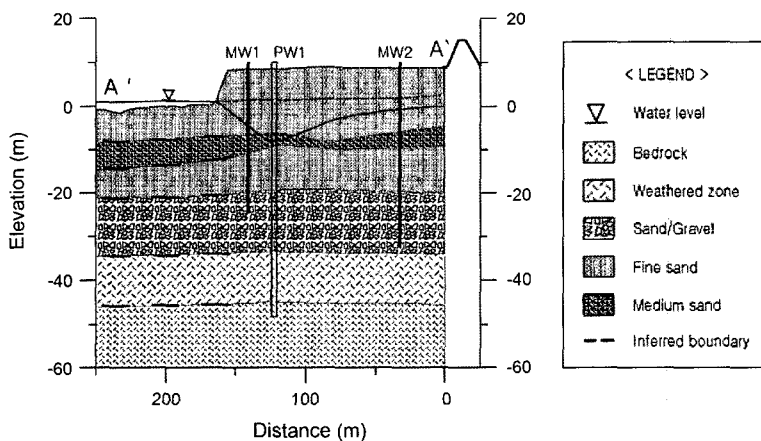 20
20
MW1
PW1
MW2
A`
A '
0
0
-20
-20
-40
-40
-60
-60
Elevation (m)
200
100
0
Distance (m)
< LEGEND >
Water level
Bedrock
Weathered zone
Sand/Gravel
Fine sand
Medium sand
Inferred boundary